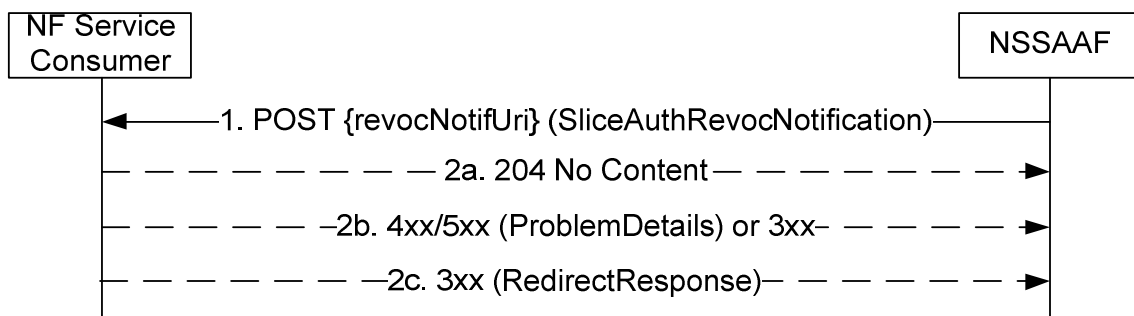 NF Service
Consumer
NSSAAF
1. POST {revocNotifUri} (SliceAuthRevocNotification)
2a. 204 No Content
2b. 4xx/5xx (ProblemDetails) or 3xx
2c. 3xx (RedirectResponse)